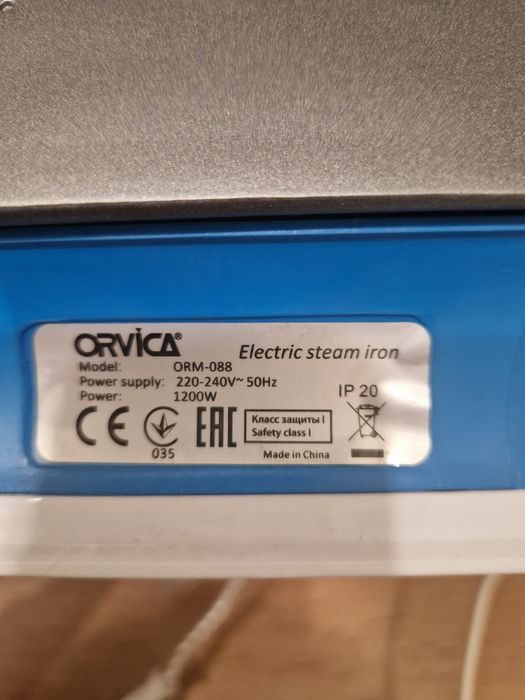 ORVICA®
Electric steam iron
Model: ORM-088
Power supply: 220-240V~ 50Hz
Power: 1200W
IP 20
CE
EAC
Класс защиты I
Safety class I
035
Made in China